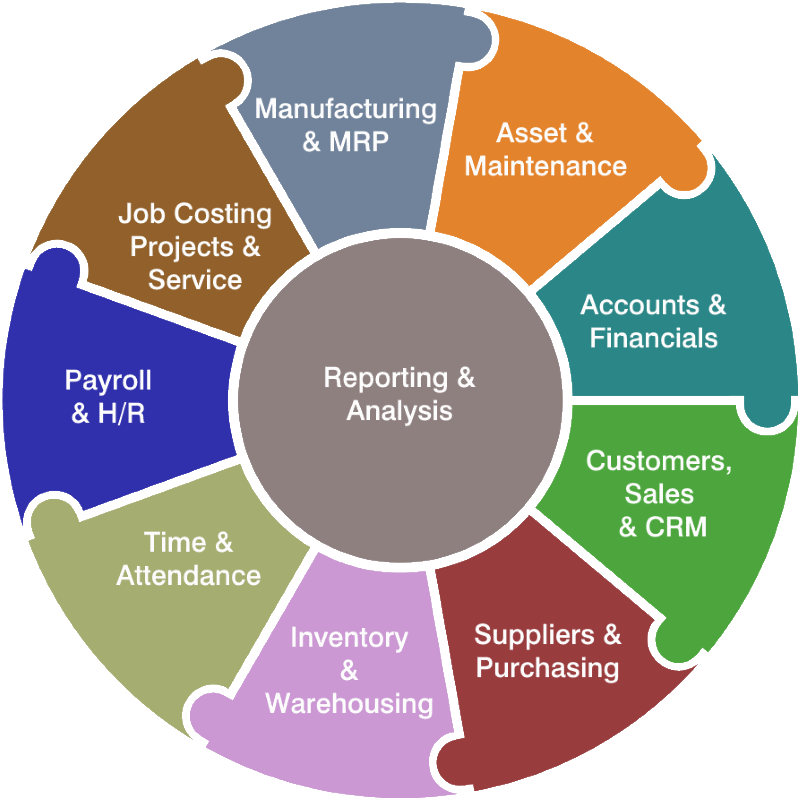 Manufacturing
& MRP
Asset &
Maintenance
Accounts &
Financials
Customers,
Sales
& CRM
Suppliers &
Purchasing
Inventory
&
Warehousing
Time &
Attendance
Payroll
& H/R
Job Costing
Projects &
Service
Reporting &
Analysis